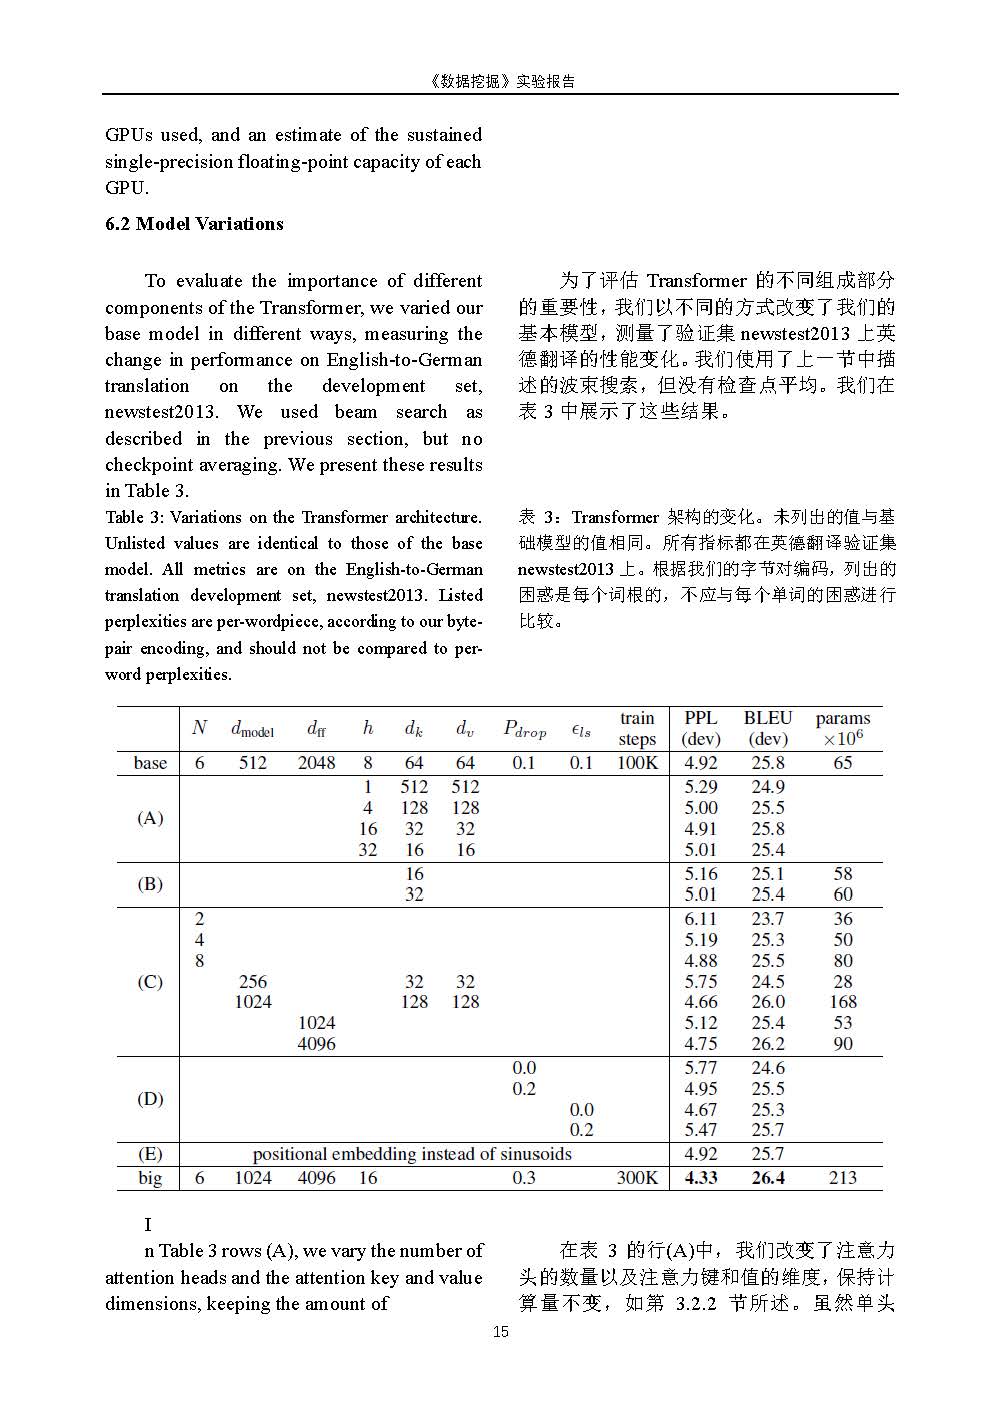 《数据挖掘》实验报告
GPUs used, and an estimate of the sustained
single-precision floating-point capacity of each
GPU.
6.2 Model Variations
To evaluate the importance of different
components of the Transformer, we varied our
base model in different ways, measuring the
change in performance on English-to-German
translation on the development set,
newstest2013. We used beam search as
described in the previous section, but no
checkpoint averaging. We present these results
in Table 3.
为了评估 Transformer 的不同组成部分
的重要性，我们以不同的方式改变了我们的
基本模型，测量了验证集 newstest2013 上英
德翻译的性能变化。我们使用了上一节中描
述的波束搜索，但没有检查点平均。我们在
表 3 中展示了这些结果。
Table 3: Variations on the Transformer architecture.
Unlisted values are identical to those of the base
model. All metrics are on the English-to-German
translation development set, newstest2013. Listed
perplexities are per-wordpiece, according to our byte-
pair encoding, and should not be compared to per-
word perplexities.
表 3：Transformer 架构的变化。未列出的值与基
础模型的值相同。所有指标都在英德翻译验证集
newstest2013 上。根据我们的字节对编码，列出的
困惑是每个词根的，不应与每个单词的困惑进行
比较。
N d_model d_ff h d_k d_v P_drop ϵ_ls train steps PPL (dev) BLEU (dev) params ×10⁶
base 6 512 2048 8 64 64 0.1 0.1 100K 4.92 25.8 65
(A)
1 512 512 5.29 24.9
4 128 128 5.00 25.5
16 32 32 4.91 25.8
32 16 16 5.01 25.4
(B)
16 5.16 25.1 58
32 5.01 25.4 60
(C)
2 6.11 23.7 36
4 5.19 25.3 50
8 4.88 25.5 80
256 32 32 5.75 24.5 28
1024 128 128 4.66 26.0 168
1024 5.12 25.4 53
4096 4.75 26.2 90
(D)
0.0 5.77 24.6
0.2 4.95 25.5
0.0 4.67 25.3
0.2 5.47 25.7
(E) positional embedding instead of sinusoids 4.92 25.7
big 6 1024 4096 16 0.3 300K 4.33 26.4 213
I
n Table 3 rows (A), we vary the number of
attention heads and the attention key and value
dimensions, keeping the amount of
在表 3 的行(A)中，我们改变了注意力
头的数量以及注意力键和值的维度，保持计
算量不变，如第 3.2.2 节所述。虽然单头
15